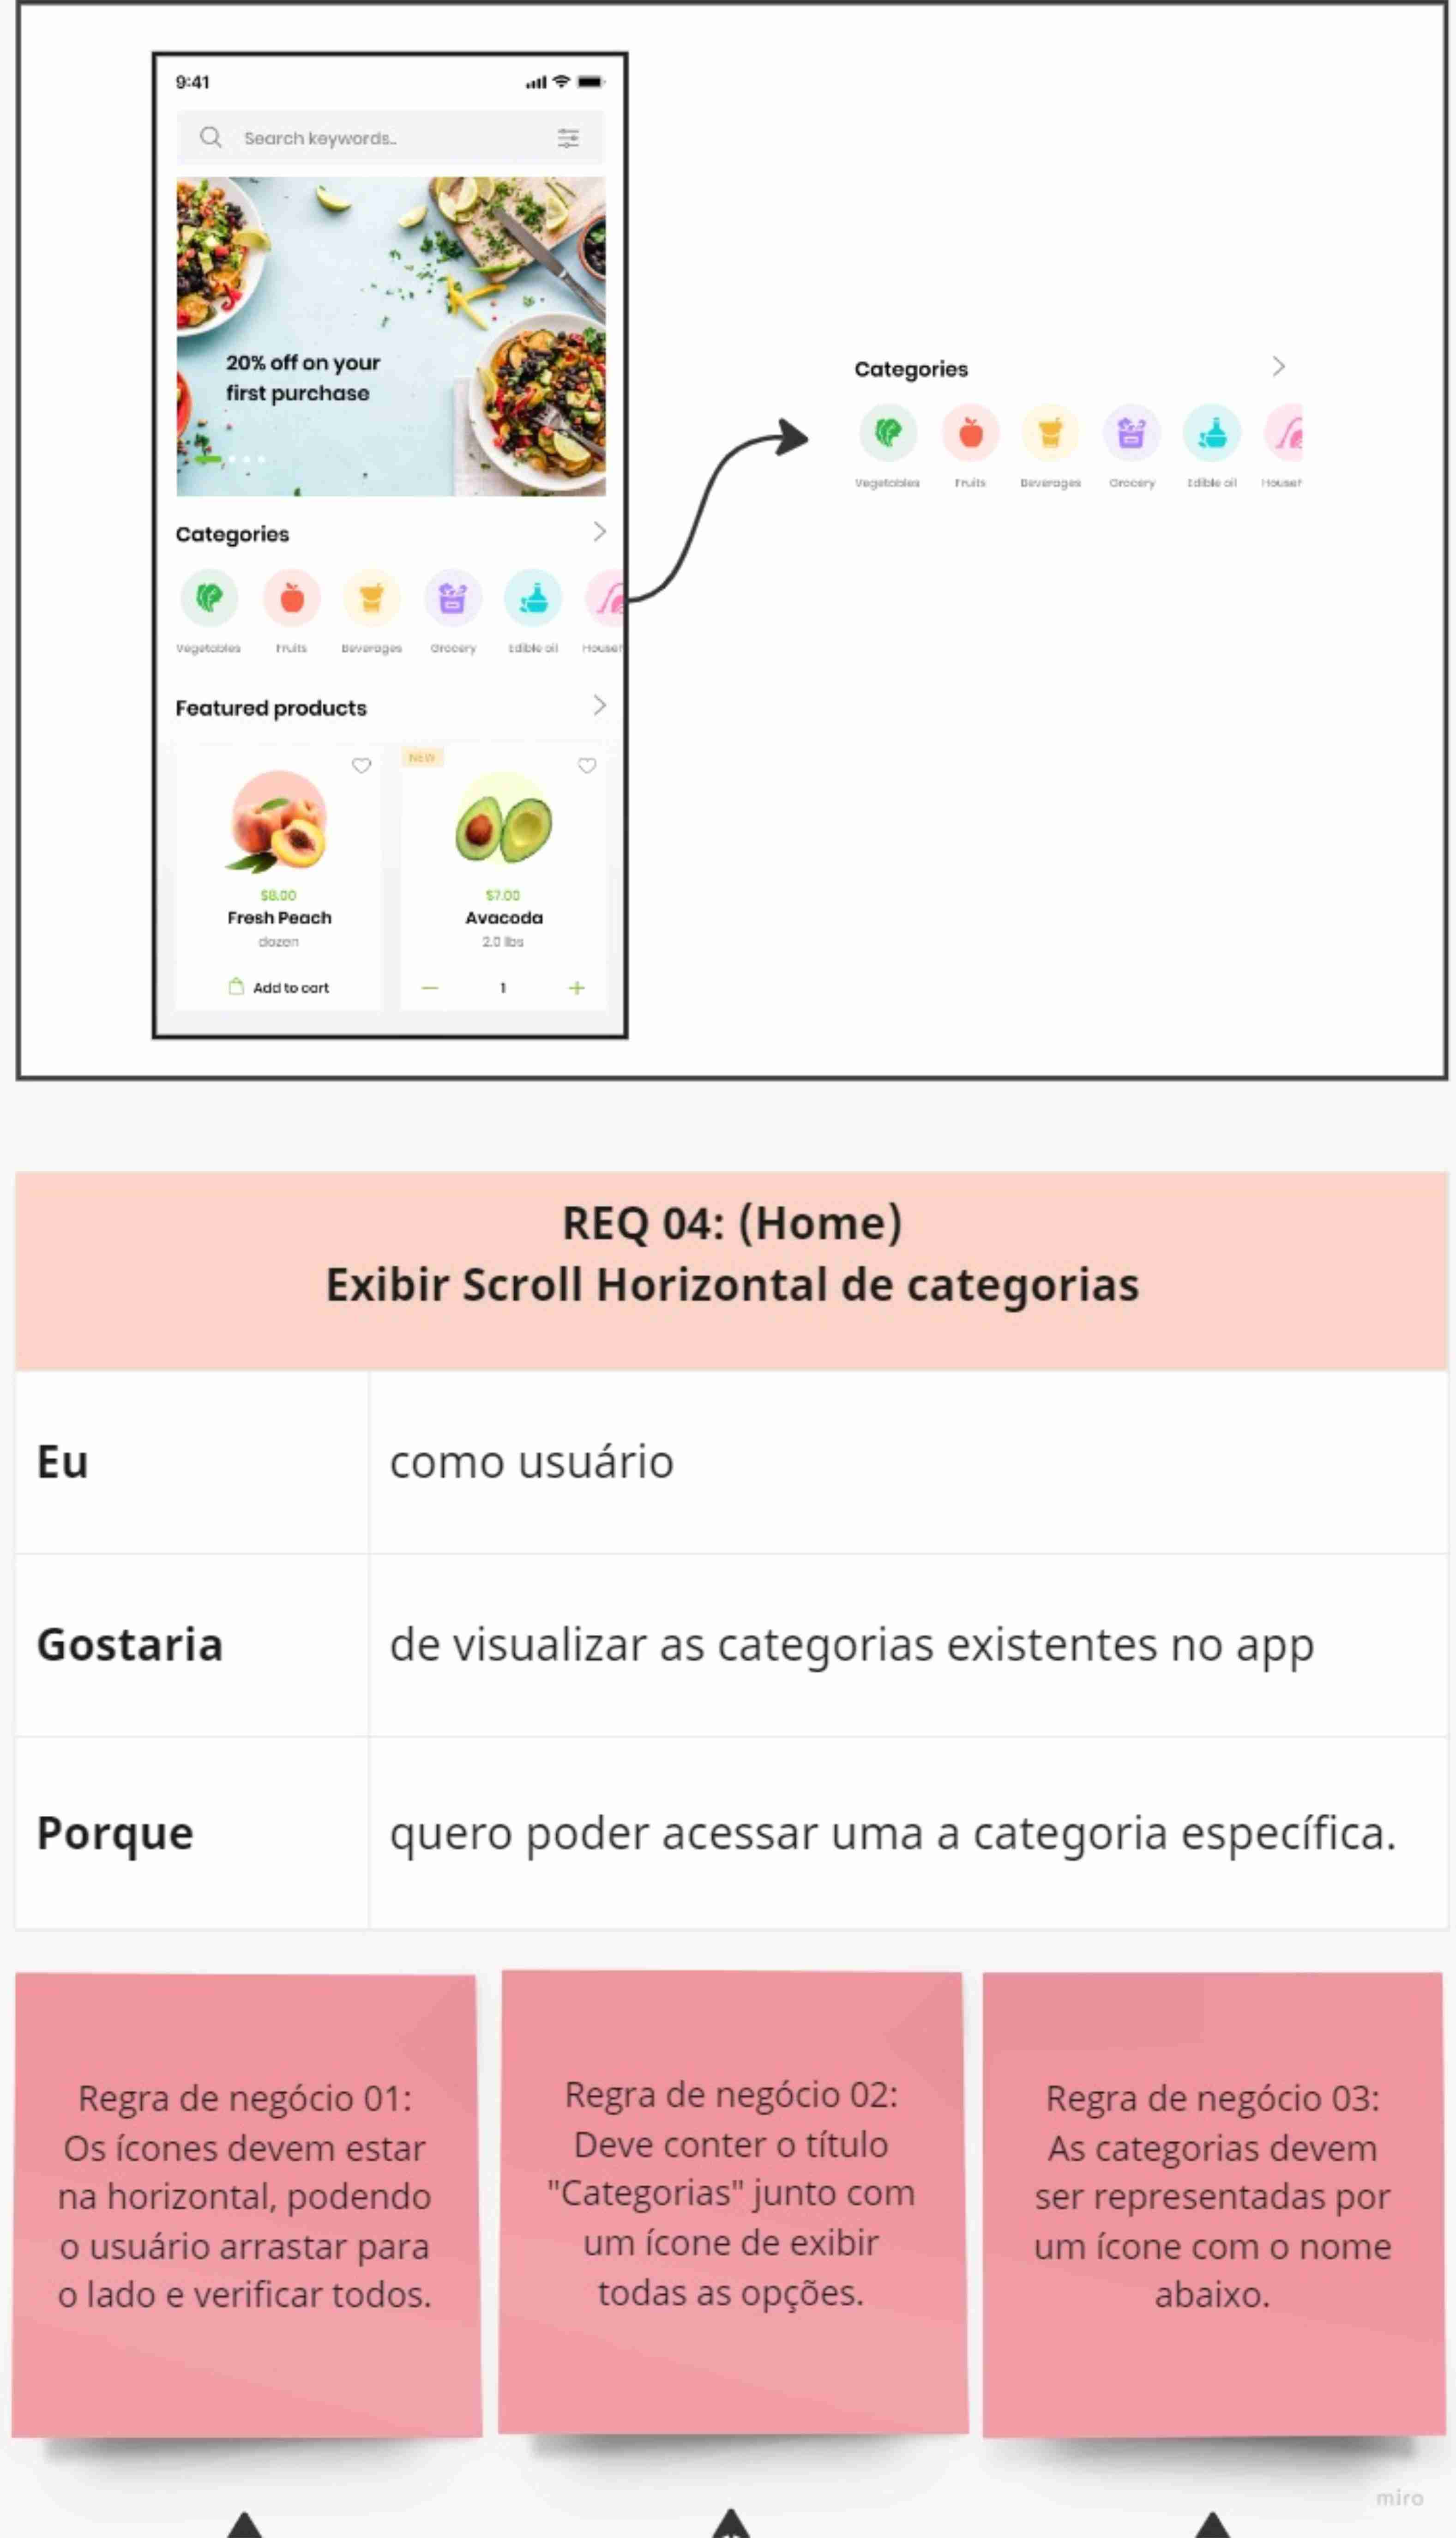 9:41
Search keywords..
20% off on your
first purchase
Categories
Vegetables Fruits Beverages Grocery Edible oil Househ
Featured products
NEW
$8.00 $7.00
Fresh Peach Avacoda
dozen 2.0 lbs
Add to cart 1
Categories
Vegetables Fruits Beverages Grocery Edible oil Househ
REQ 04: (Home)
Exibir Scroll Horizontal de categorias
Eu como usuário
Gostaria de visualizar as categorias existentes no app
Porque quero poder acessar uma a categoria específica.
Regra de negócio 01:
Os ícones devem estar
na horizontal, podendo
o usuário arrastar para
o lado e verificar todos.
Regra de negócio 02:
Deve conter o título
"Categorias" junto com
um ícone de exibir
todas as opções.
Regra de negócio 03:
As categorias devem
ser representadas por
um ícone com o nome
abaixo.
miro